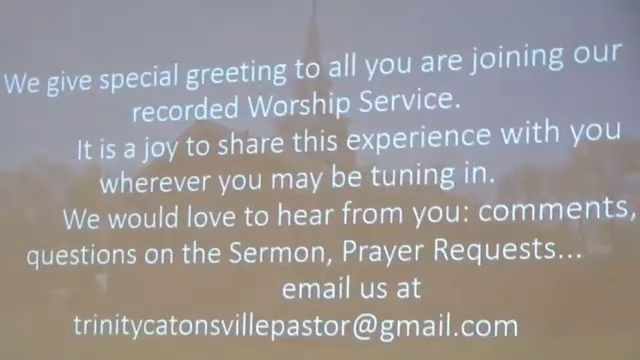 We give special greeting to all you are joining our
recorded Worship Service.
It is a joy to share this experience with you
wherever you may be tuning in.
We would love to hear from you: comments,
questions on the Sermon, Prayer Requests...
email us at
trinitycatonsvillepastor@gmail.com